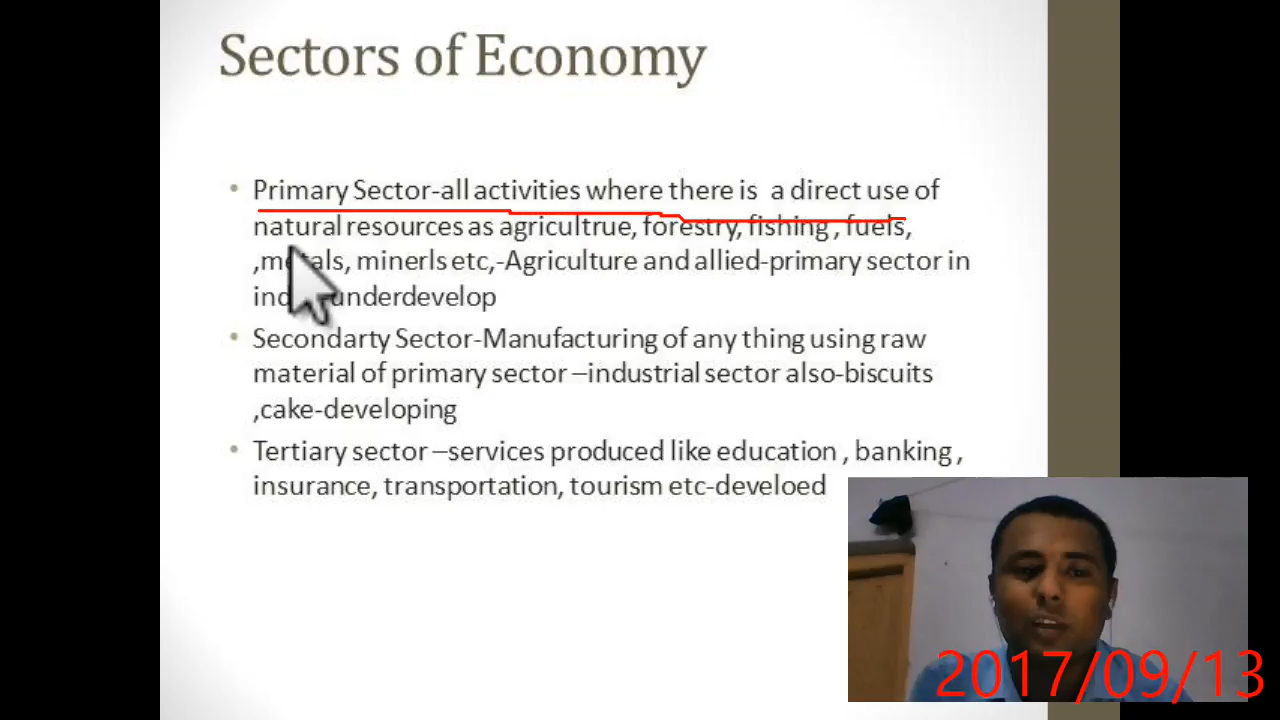 Sectors of Economy
• Primary Sector-all activities where there is a direct use of
natural resources as agricultrue, forestry, fishing , fuels,
,metals, minerls etc,-Agriculture and allied-primary sector in
underdevelop
• Secondarty Sector-Manufacturing of any thing using raw
material of primary sector –industrial sector also-biscuits
,cake-developing
• Tertiary sector –services produced like education , banking ,
insurance, transportation, tourism etc-develoed
2017/09/13